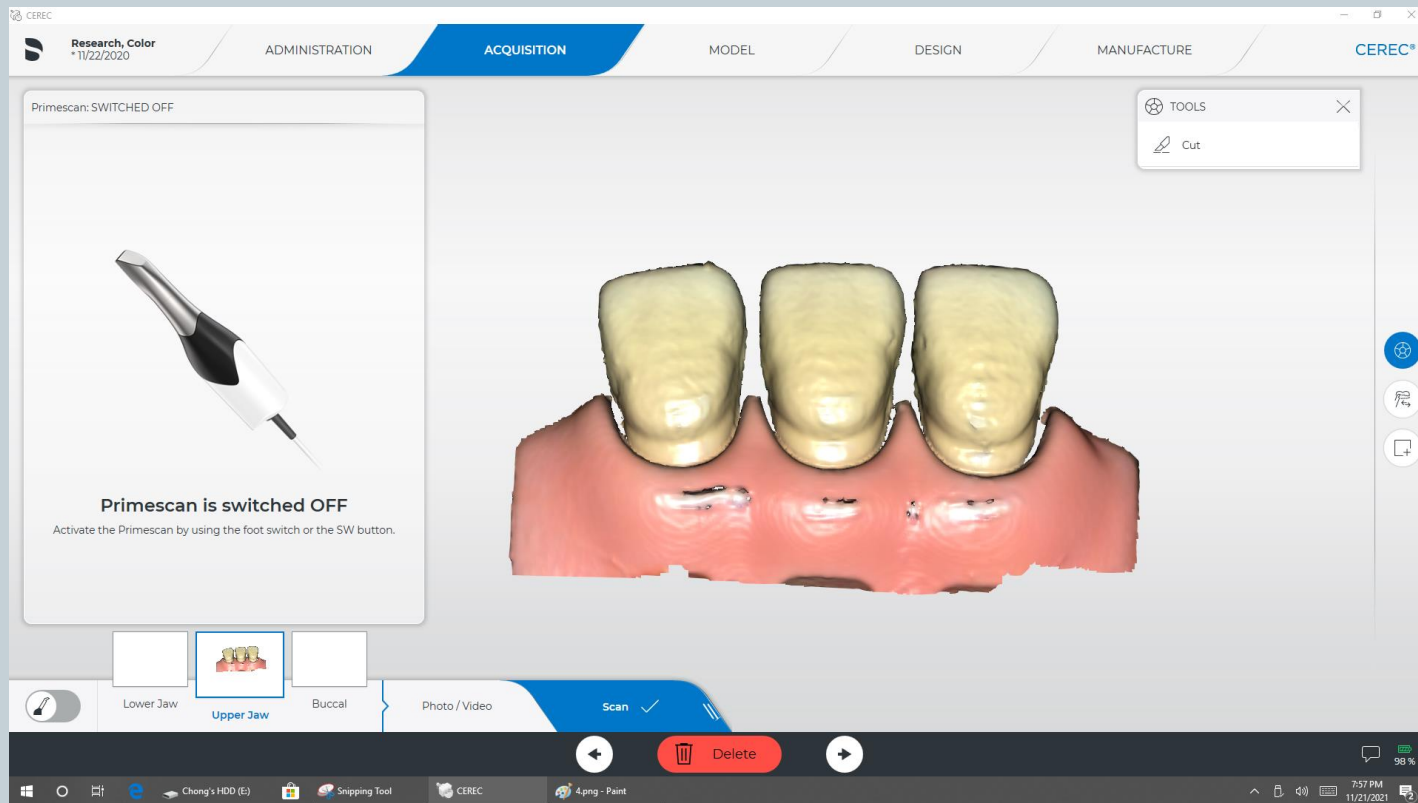 CEREC
Research, Color
* 11/22/2020
ADMINISTRATION
ACQUISITION
MODEL
DESIGN
MANUFACTURE
CEREC®
Primescan: SWITCHED OFF
TOOLS
Cut
Primescan is switched OFF
Activate the Primescan by using the foot switch or the SW button.
Lower Jaw
Upper Jaw
Buccal
Photo / Video
Scan
Delete
98 %
Chong's HDD (E:)
Snipping Tool
CEREC
4.png - Paint
7:57 PM
11/21/2021
2